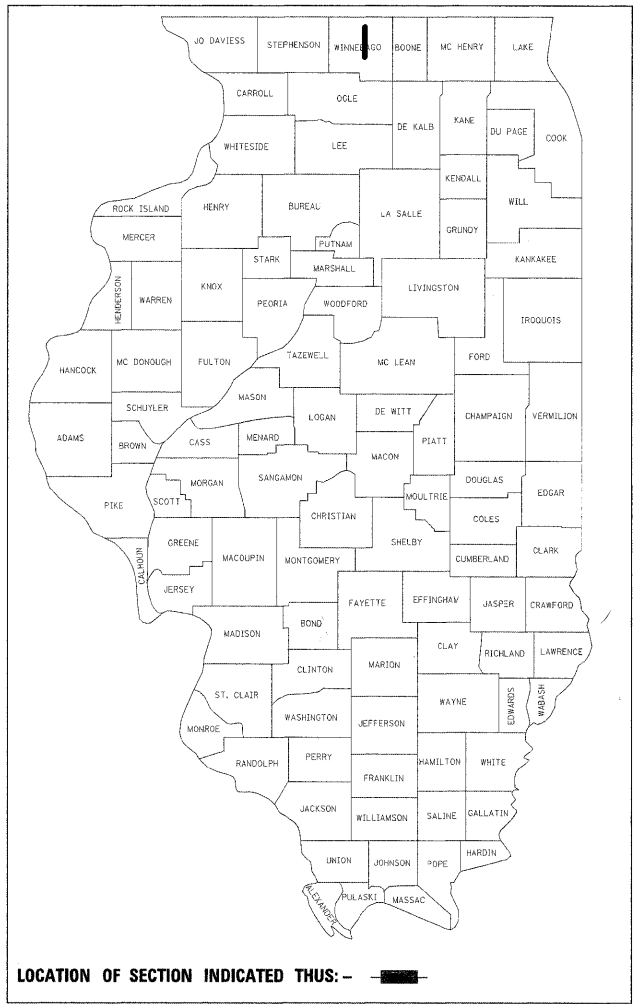 JO DAVIESS STEPHENSON WINNEBAGO BOONE MC HENRY LAKE
CARROLL OGLE
DE KALB KANE DU PAGE COOK
WHITESIDE LEE
KENDALL
ROCK ISLAND HENRY BUREAU LA SALLE WILL
MERCER PUTNAM GRUNDY
STARK MARSHALL KANKAKEE
HENDERSON WARREN KNOX PEORIA WOODFORD LIVINGSTON
IROQUOIS
HANCOCK MC DONOUGH FULTON TAZEWELL MC LEAN FORD
MASON
SCHUYLER LOGAN DE WITT CHAMPAIGN VERMILION
ADAMS BROWN CASS MENARD PIATT
MACON
PIKE SCOTT MORGAN SANGAMON MOULTRIE DOUGLAS EDGAR
CHRISTIAN COLES
CALHOUN GREENE MACOUPIN MONTGOMERY SHELBY CUMBERLAND CLARK
JERSEY
FAYETTE EFFINGHAM JASPER CRAWFORD
MADISON BOND
CLAY RICHLAND LAWRENCE
CLINTON MARION
ST. CLAIR WAYNE EDWARDS WABASH
WASHINGTON JEFFERSON
MONROE
RANDOLPH PERRY HAMILTON WHITE
FRANKLIN
JACKSON WILLIAMSON SALINE GALLATIN
UNION JOHNSON POPE HARDIN
ALEXANDER PULASKI MASSAC
LOCATION OF SECTION INDICATED THUS: -